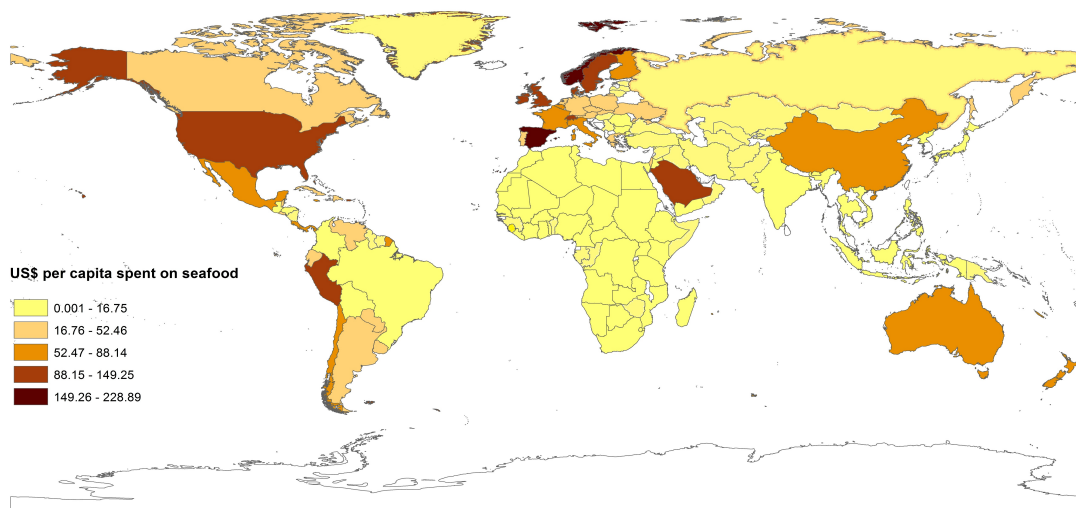 US$ per capita spent on seafood
0.001 - 16.75
16.76 - 52.46
52.47 - 88.14
88.15 - 149.25
149.26 - 228.89